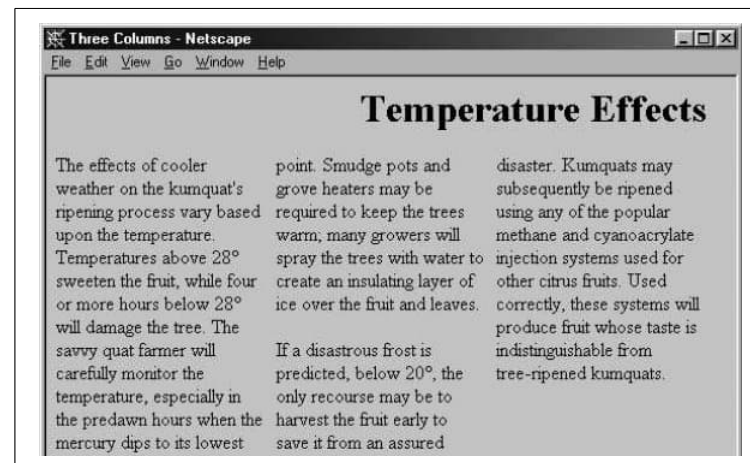 Three Columns - Netscape
File Edit View Go Window Help
Temperature Effects
The effects of cooler
weather on the kumquat's
ripening process vary based
upon the temperature.
Temperatures above 28°
sweeten the fruit, while four
or more hours below 28°
will damage the tree. The
savvy quat farmer will
carefully monitor the
temperature, especially in
the predawn hours when the
mercury dips to its lowest
point. Smudge pots and
grove heaters may be
required to keep the trees
warm; many growers will
spray the trees with water to
create an insulating layer of
ice over the fruit and leaves.
If a disastrous frost is
predicted, below 20°, the
only recourse may be to
harvest the fruit early to
save it from an assured
disaster. Kumquats may
subsequently be ripened
using any of the popular
methane and cyanoacrylate
injection systems used for
other citrus fruits. Used
correctly, these systems will
produce fruit whose taste is
indistinguishable from
tree-ripened kumquats.